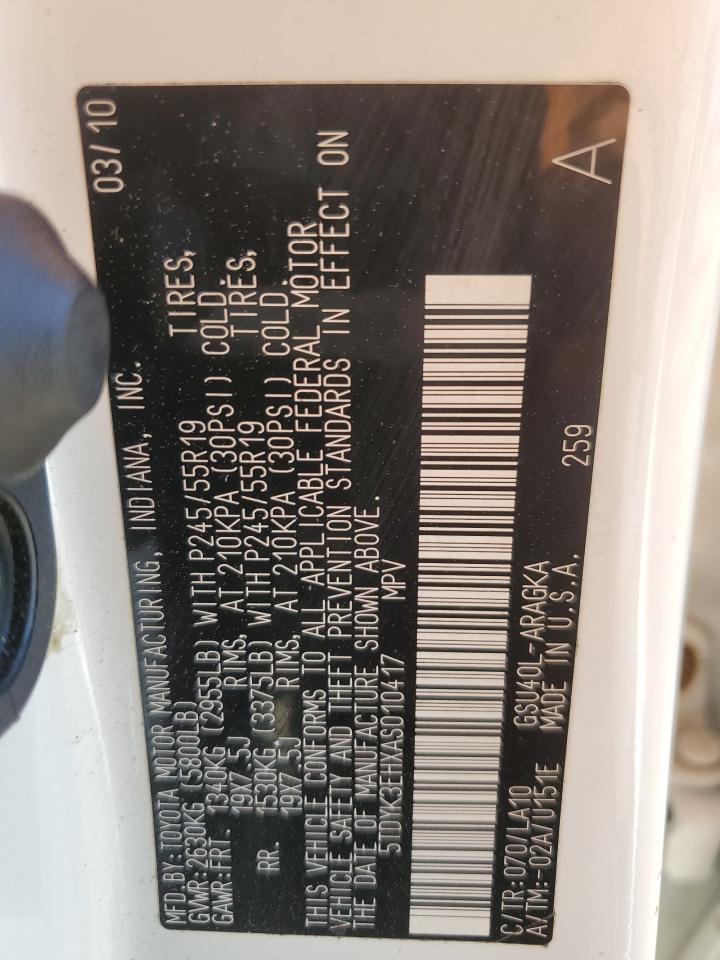 MFD.BY:TOYOTA MOTOR MANUFACTURING, INDIANA, INC. 03/10
GVWR:2630KG (5800LB)
GAWR:FRT. 1340KG (2955LB) WITH P245/55R19 TIRES,
19X7.5J RIMS, AT 210KPA (30PSI) COLD.
RR. 1530KG (3375LB) WITH P245/55R19 TIRES,
19X7.5J RIMS, AT 210KPA (30PSI) COLD.
THIS VEHICLE CONFORMS TO ALL APPLICABLE FEDERAL MOTOR
VEHICLE SAFETY AND THEFT PREVENTION STANDARDS IN EFFECT ON
THE DATE OF MANUFACTURE SHOWN ABOVE.
5TDYK3EHXAS010417 MPV
C/TR:070/LA10 GSU40L-ARAGKA
A/TM:-02A/U151E MADE IN U.S.A. 259
A